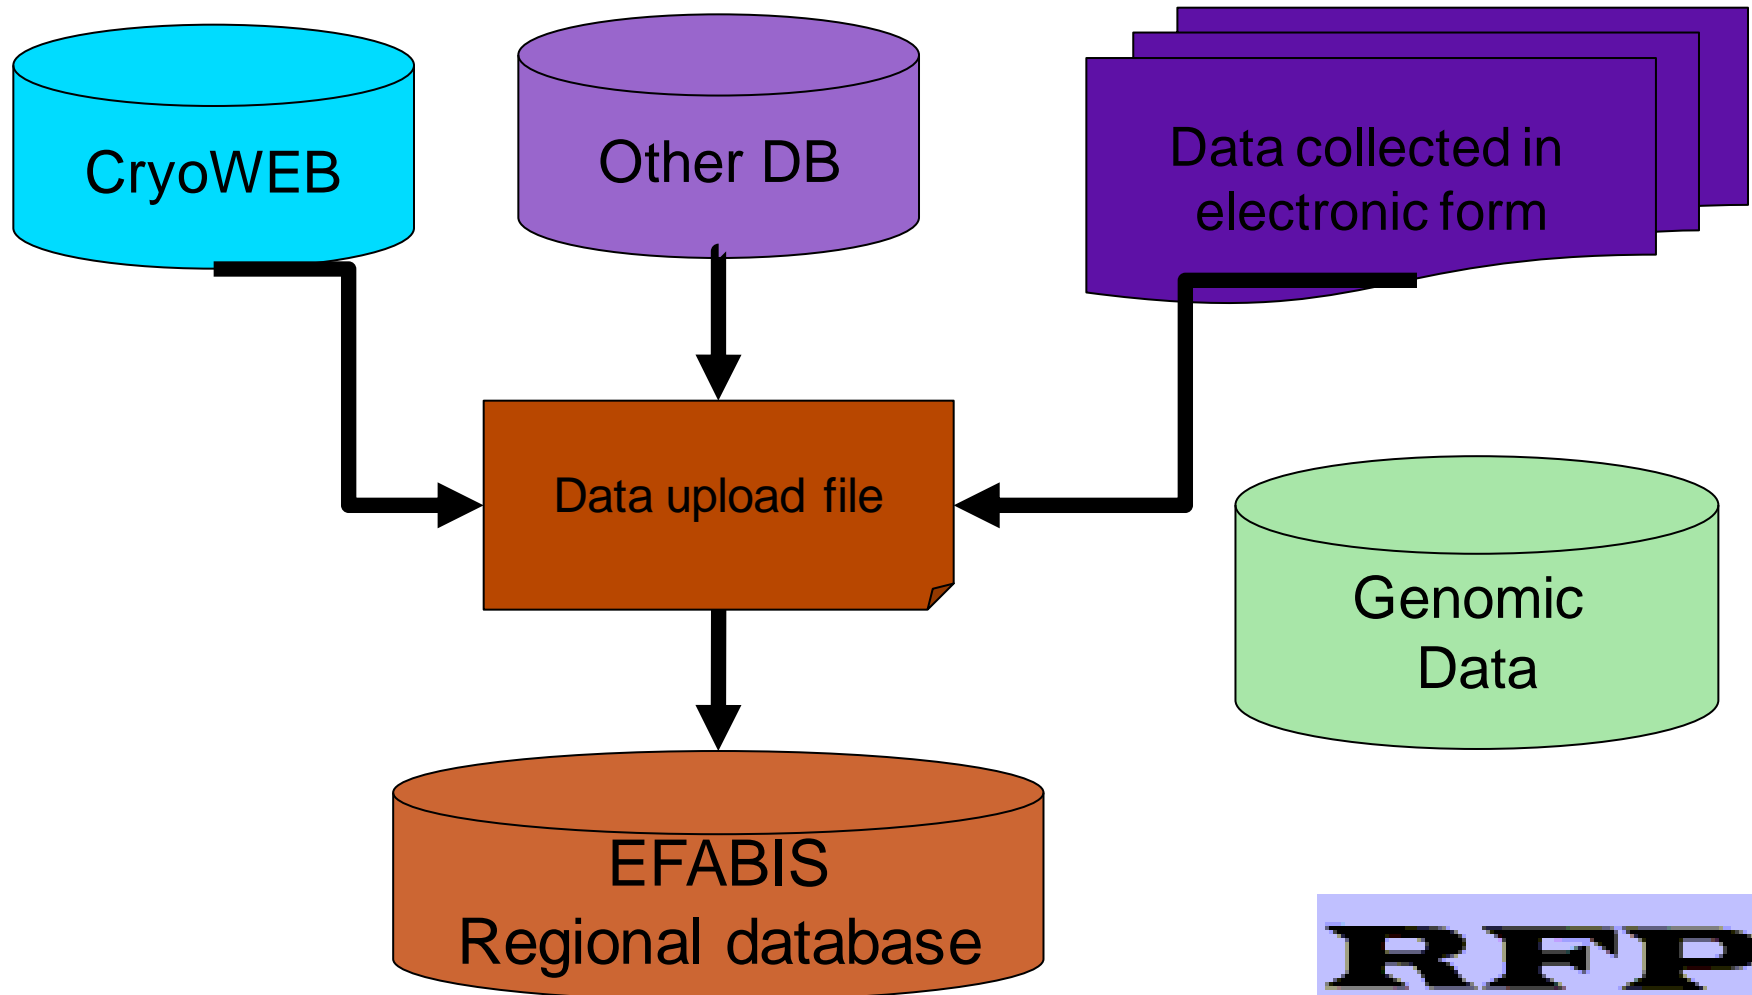 CryoWEB
Other DB
Data collected in
electronic form
Data upload file
Genomic
Data
EFABIS
Regional database
RFP